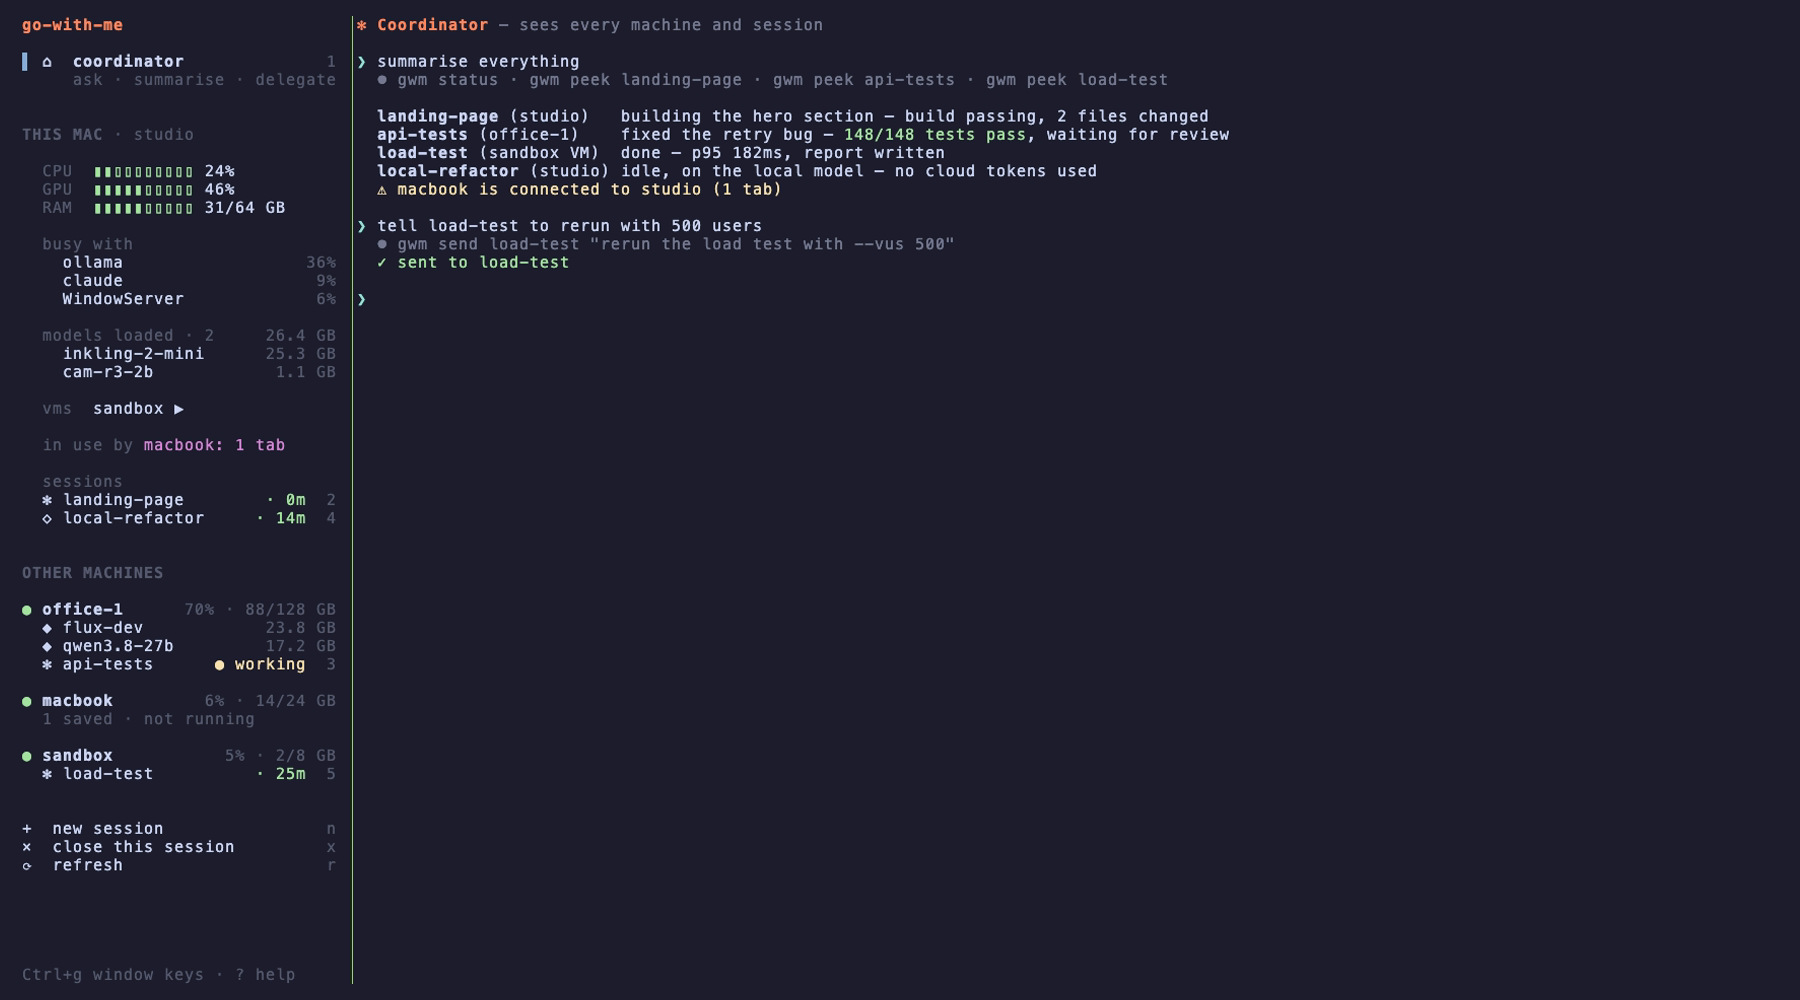 go-with-me
⌂ coordinator 1
ask · summarise · delegate
THIS MAC · studio
CPU ▮▮▯▯▯▯▯▯▯▯ 24%
GPU ▮▮▮▮▮▯▯▯▯▯ 46%
RAM ▮▮▮▮▮▯▯▯▯▯ 31/64 GB
busy with
ollama 36%
claude 9%
WindowServer 6%
models loaded · 2 26.4 GB
inkling-2-mini 25.3 GB
cam-r3-2b 1.1 GB
vms sandbox ▶
in use by macbook: 1 tab
sessions
✻ landing-page · 0m 2
◇ local-refactor · 14m 4
OTHER MACHINES
● office-1 70% · 88/128 GB
◆ flux-dev 23.8 GB
◆ qwen3.8-27b 17.2 GB
✻ api-tests ● working 3
● macbook 6% · 14/24 GB
1 saved · not running
● sandbox 5% · 2/8 GB
✻ load-test · 25m 5
+ new session n
× close this session x
⟳ refresh r
Ctrl+g window keys · ? help
✻ Coordinator — sees every machine and session
❯ summarise everything
● gwm status · gwm peek landing-page · gwm peek api-tests · gwm peek load-test
landing-page (studio) building the hero section — build passing, 2 files changed
api-tests (office-1) fixed the retry bug — 148/148 tests pass, waiting for review
load-test (sandbox VM) done — p95 182ms, report written
local-refactor (studio) idle, on the local model — no cloud tokens used
⚠ macbook is connected to studio (1 tab)
❯ tell load-test to rerun with 500 users
● gwm send load-test "rerun the load test with --vus 500"
✓ sent to load-test
❯